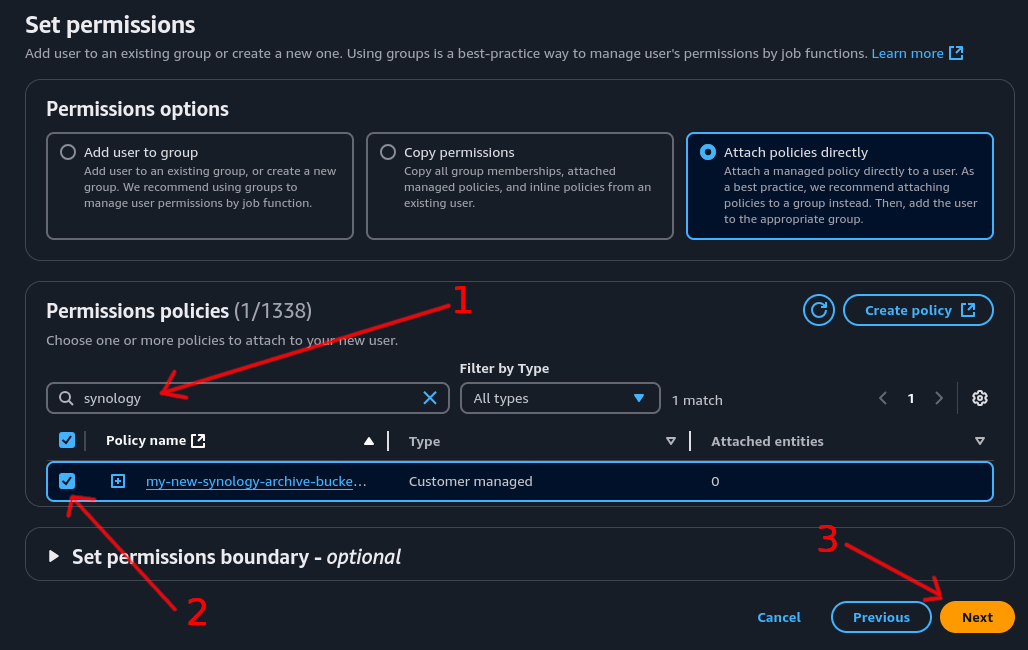 Set permissions
Add user to an existing group or create a new one. Using groups is a best-practice way to manage user's permissions by job functions. Learn more
Permissions options
Add user to group
Add user to an existing group, or create a new
group. We recommend using groups to
manage user permissions by job function.
Copy permissions
Copy all group memberships, attached
managed policies, and inline policies from an
existing user.
Attach policies directly
Attach a managed policy directly to a user. As
a best practice, we recommend attaching
policies to a group instead. Then, add the user
to the appropriate group.
Permissions policies (1/1338)
1
Create policy
Choose one or more policies to attach to your new user.
Filter by Type
synology
All types
1 match
1
Policy name
Type
Attached entities
my-new-synology-archive-bucke...
Customer managed
0
Set permissions boundary - optional
2
3
Cancel
Previous
Next